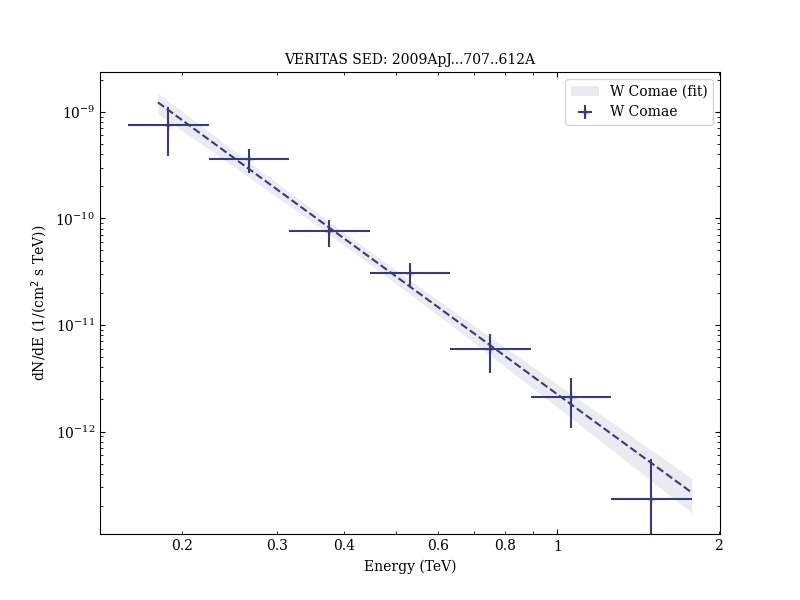 VERITAS SED: 2009ApJ...707..612A
W Comae (fit)
W Comae
dN/dE (1/(cm² s TeV))
10⁻⁹
10⁻¹⁰
10⁻¹¹
10⁻¹²
0.2 0.3 0.4 0.6 0.8 1 2
Energy (TeV)